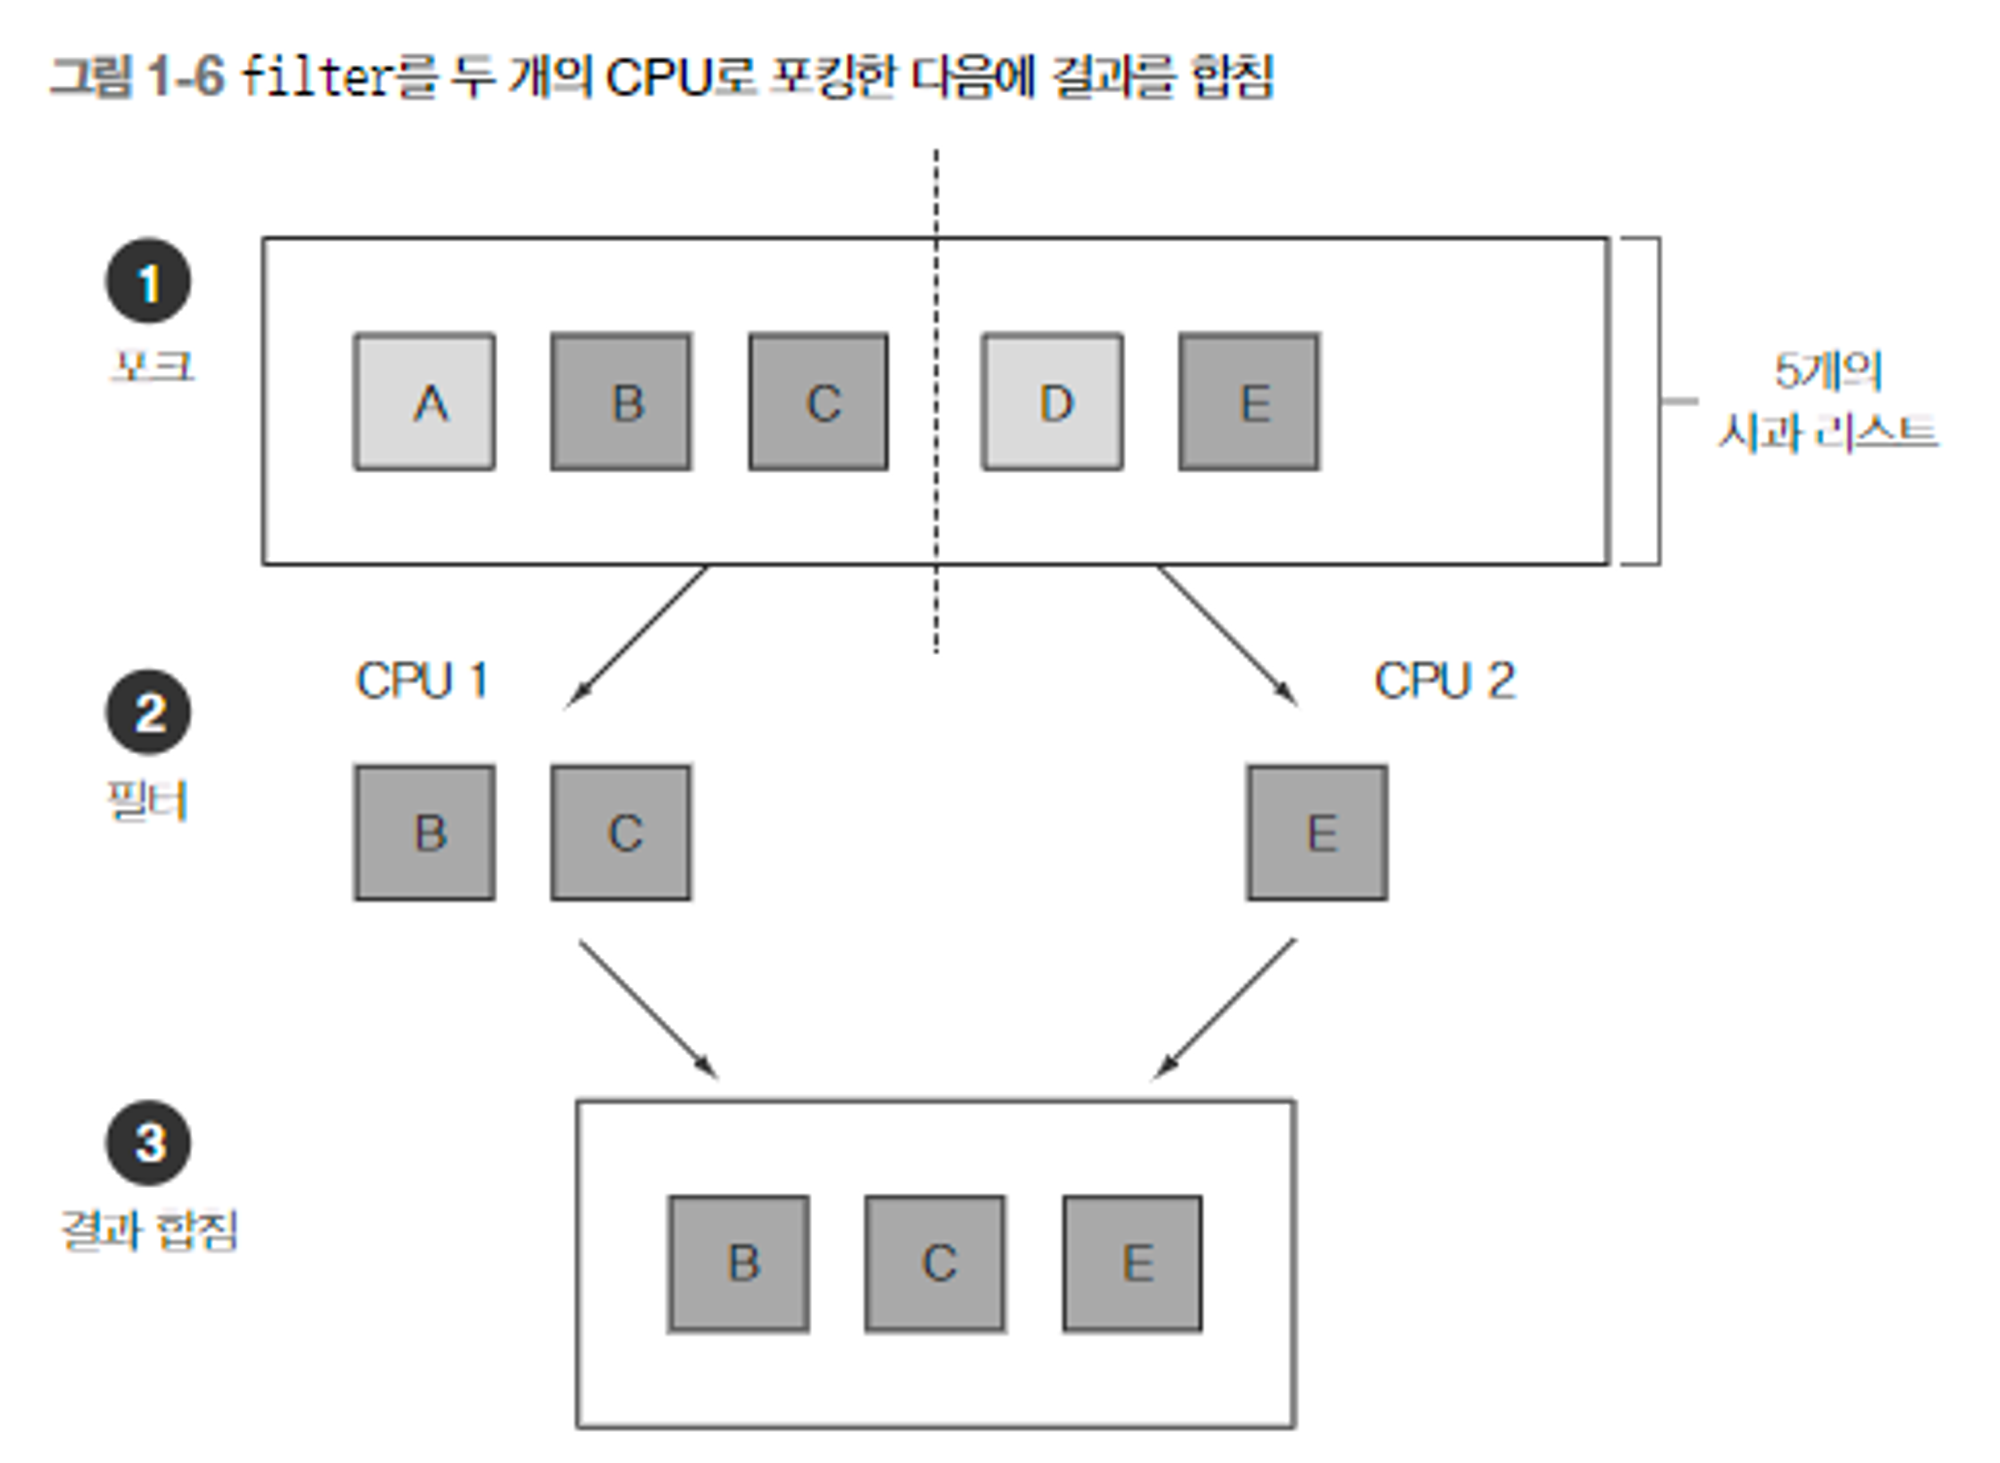 그림 1-6 filter를 두 개의 CPU로 포킹한 다음에 결과를 합침
1
포크
A B C D E
5개의
사과 리스트
CPU 1 CPU 2
2
필터
B C E
3
결과 합침
B C E